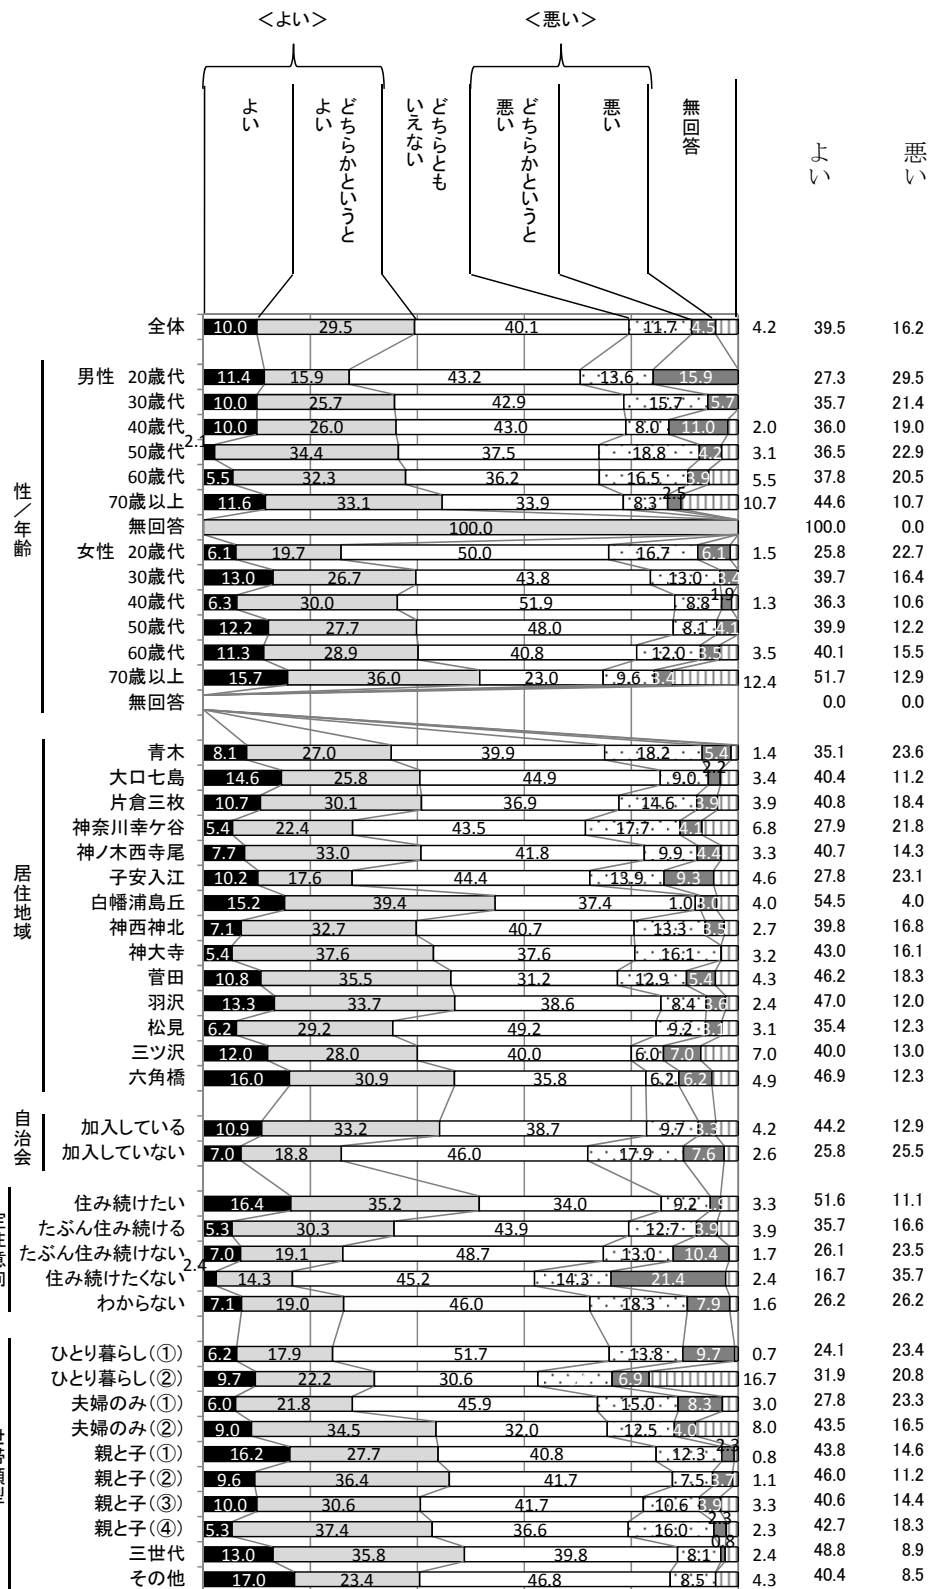 ＜よい＞ ＜悪い＞
よい
どちらかというと
よい
どちらとも
いえない
どちらかというと
悪い
悪い
無回答
よい
悪い
全体 10.0 29.5 40.1 11.7 4.5 4.2 39.5 16.2
性／年齢
男性 20歳代 11.4 15.9 43.2 13.6 15.9 27.3 29.5
30歳代 10.0 25.7 42.9 15.7 5.7 35.7 21.4
40歳代 10.0 26.0 43.0 8.0 11.0 2.0 36.0 19.0
50歳代 2.1 34.4 37.5 18.8 4.2 3.1 36.5 22.9
60歳代 5.5 32.3 36.2 16.5 3.9 5.5 37.8 20.5
70歳以上 11.6 33.1 33.9 8.3 2.5 10.7 44.6 10.7
無回答 100.0 100.0 0.0
女性 20歳代 6.1 19.7 50.0 16.7 6.1 1.5 25.8 22.7
30歳代 13.0 26.7 43.8 13.0 3.4 39.7 16.4
40歳代 6.3 30.0 51.9 8.8 1.9 1.3 36.3 10.6
50歳代 12.2 27.7 48.0 8.1 4.1 39.9 12.2
60歳代 11.3 28.9 40.8 12.0 3.5 3.5 40.1 15.5
70歳以上 15.7 36.0 23.0 9.6 3.4 12.4 51.7 12.9
無回答 0.0 0.0
居住地域
青木 8.1 27.0 39.9 18.2 5.4 1.4 35.1 23.6
大口七島 14.6 25.8 44.9 9.0 2.2 3.4 40.4 11.2
片倉三枚 10.7 30.1 36.9 14.6 3.9 3.9 40.8 18.4
神奈川幸ケ谷 5.4 22.4 43.5 17.7 4.1 6.8 27.9 21.8
神ノ木西寺尾 7.7 33.0 41.8 9.9 4.4 3.3 40.7 14.3
子安入江 10.2 17.6 44.4 13.9 9.3 4.6 27.8 23.1
白幡浦島丘 15.2 39.4 37.4 1.0 3.0 4.0 54.5 4.0
神西神北 7.1 32.7 40.7 13.3 3.5 2.7 39.8 16.8
神大寺 5.4 37.6 37.6 16.1 3.2 43.0 16.1
菅田 10.8 35.5 31.2 12.9 5.4 4.3 46.2 18.3
羽沢 13.3 33.7 38.6 8.4 3.6 2.4 47.0 12.0
松見 6.2 29.2 49.2 9.2 3.1 3.1 35.4 12.3
三ツ沢 12.0 28.0 40.0 6.0 7.0 7.0 40.0 13.0
六角橋 16.0 30.9 35.8 6.2 6.2 4.9 46.9 12.3
自治会
加入している 10.9 33.2 38.7 9.7 3.3 4.2 44.2 12.9
加入していない 7.0 18.8 46.0 17.9 7.6 2.6 25.8 25.5
定住意向
住み続けたい 16.4 35.2 34.0 9.2 3.3 51.6 11.1
たぶん住み続ける 5.3 30.3 43.9 12.7 3.9 3.9 35.7 16.6
たぶん住み続けない 7.0 19.1 48.7 13.0 10.4 1.7 26.1 23.5
住み続けたくない 2.4 14.3 45.2 14.3 21.4 2.4 16.7 35.7
わからない 7.1 19.0 46.0 18.3 7.9 1.6 26.2 26.2
世帯類型
ひとり暮らし（①） 6.2 17.9 51.7 13.8 9.7 0.7 24.1 23.4
ひとり暮らし（②） 9.7 22.2 30.6 6.9 16.7 31.9 20.8
夫婦のみ（①） 6.0 21.8 45.9 15.0 8.3 3.0 27.8 23.3
夫婦のみ（②） 9.0 34.5 32.0 12.5 4.0 8.0 43.5 16.5
親と子（①） 16.2 27.7 40.8 12.3 2.3 0.8 43.8 14.6
親と子（②） 9.6 36.4 41.7 7.5 3.7 1.1 46.0 11.2
親と子（③） 10.0 30.6 41.7 10.6 3.9 3.3 40.6 14.4
親と子（④） 5.3 37.4 36.6 16.0 2.3 2.3 42.7 18.3
三世代 13.0 35.8 39.8 8.1 0.8 2.4 48.8 8.9
その他 17.0 23.4 46.8 8.5 4.3 40.4 8.5